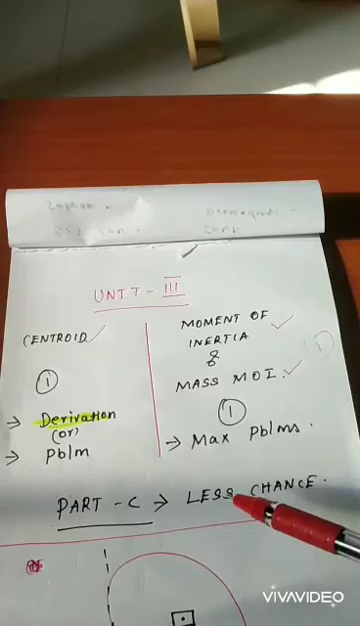 UNIT - III
CENTROID
①
→ Derivation
(or)
→ Pblm
MOMENT OF
INERTIA
&
MASS MOI.
①
→ Max Pblms.
PART - C → LESS CHANCE.
VIVAVIDEO